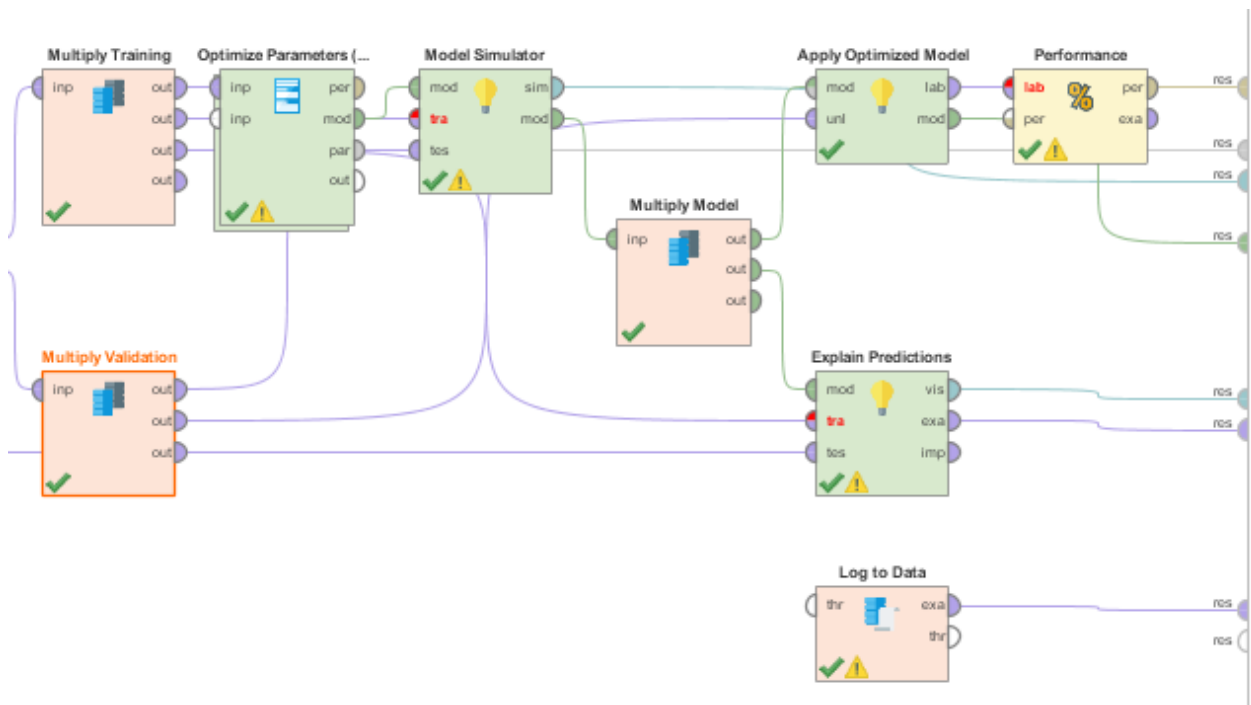 Multiply Training
inp
out
out
out
out
Optimize Parameters (...
inp
inp
per
mod
par
out
Model Simulator
mod
tra
tes
sim
mod
Apply Optimized Model
mod
unl
lab
mod
Performance
lab
per
%
per
exa
res
res
res
res
Multiply Model
inp
out
out
out
Multiply Validation
inp
out
out
out
Explain Predictions
mod
tra
tes
vis
exa
imp
res
res
Log to Data
thr
exa
thr
res
res